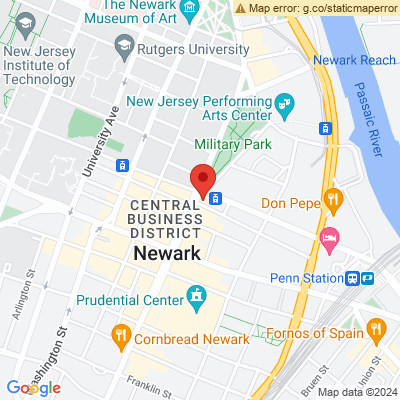 The Newark
Museum of Art
Map error: g.co/staticmaperror
New Jersey
Institute of
Technology
Rutgers University
Newark Reach
Passaic River
New Jersey Performing
Arts Center
University Ave
Military Park
CENTRAL
BUSINESS
DISTRICT
Newark
Don Pepe
Penn Station
Arlington St
Prudential Center
Cornbread Newark
Fornos of Spain
Washington St
Franklin St
Bruen St
Union St
Google
Map data ©2024